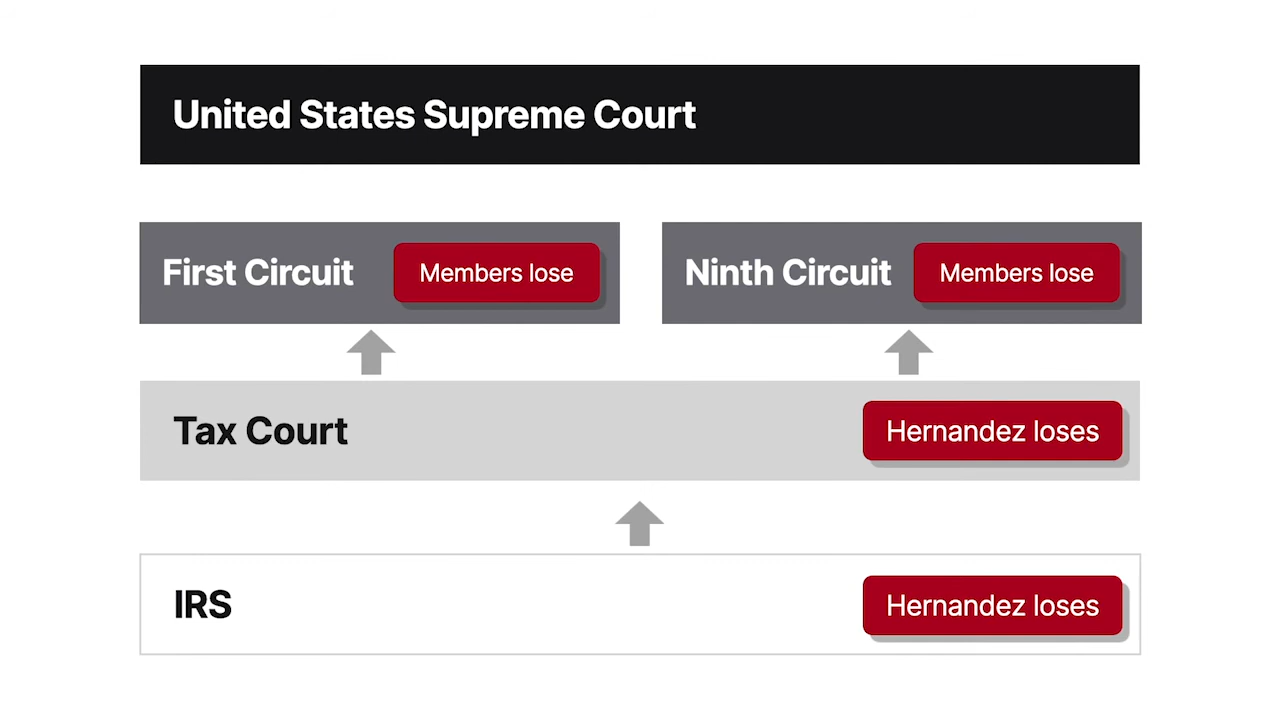 United States Supreme Court
First Circuit
Members lose
Ninth Circuit
Members lose
Tax Court
Hernandez loses
IRS
Hernandez loses